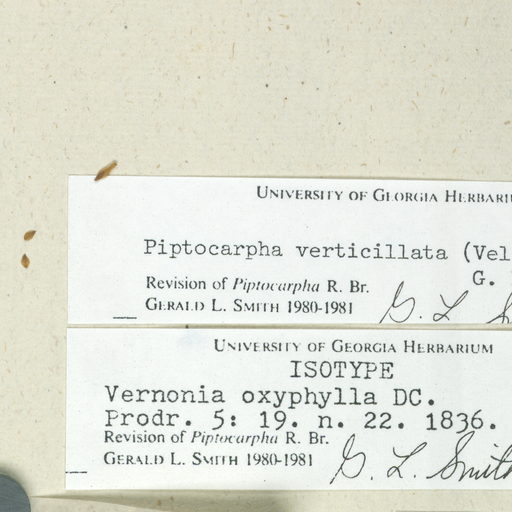 UNIVERSITY OF GEORGIA HERBARI
Piptocarpha verticillata (Vel
G.
Revision of Piptocarpha R. Br.
GERALD L. SMITH 1980-1981
G. L. S
UNIVERSITY OF GEORGIA HERBARIUM
ISOTYPE
Vernonia oxyphylla DC.
Prodr. 5: 19. n. 22. 1836.
Revision of Piptocarpha R. Br.
GERALD L. SMITH 1980-1981
G. L. Smith